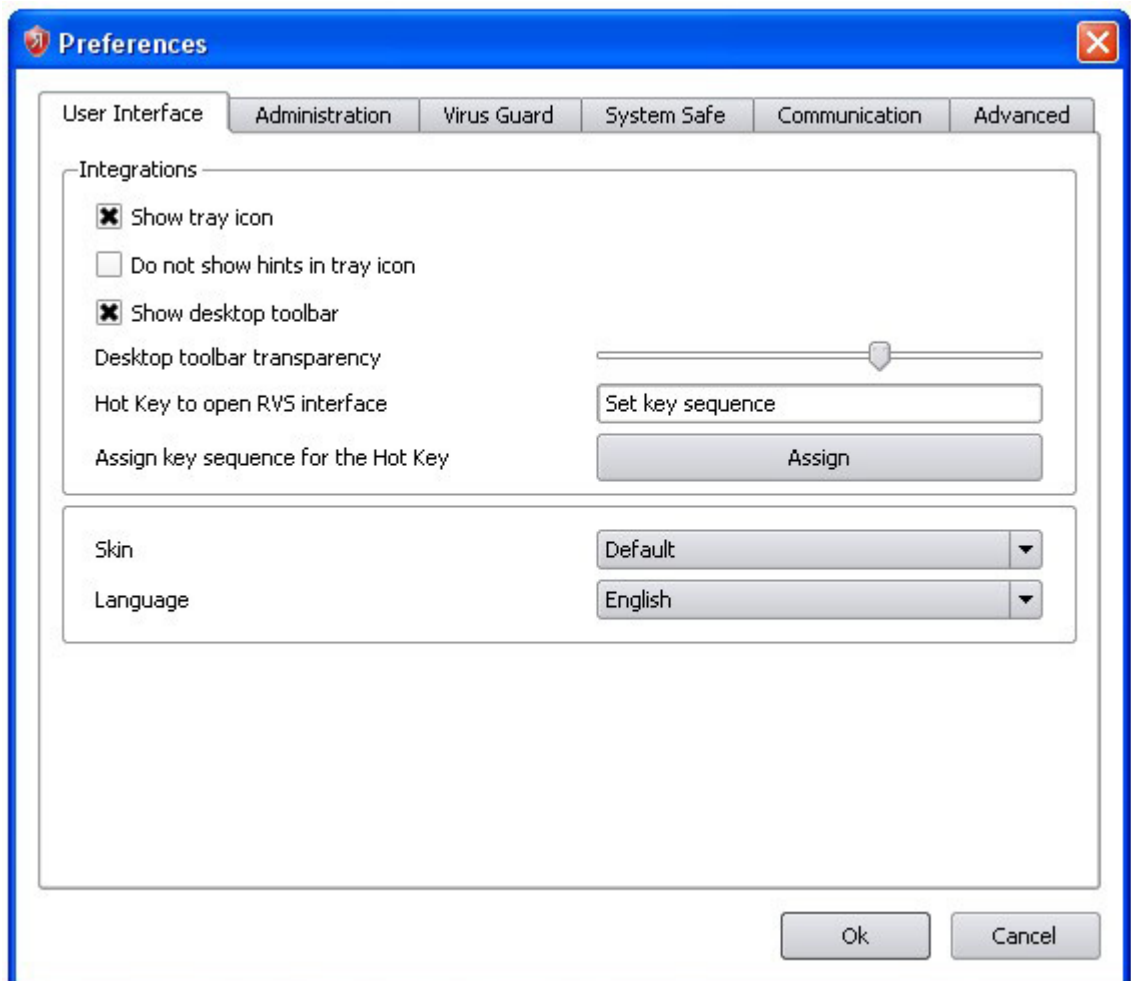 Preferences
User Interface Administration Virus Guard System Safe Communication Advanced
Integrations
Show tray icon
Do not show hints in tray icon
Show desktop toolbar
Desktop toolbar transparency
Hot Key to open RVS interface Set key sequence
Assign key sequence for the Hot Key Assign
Skin Default
Language English
Ok Cancel